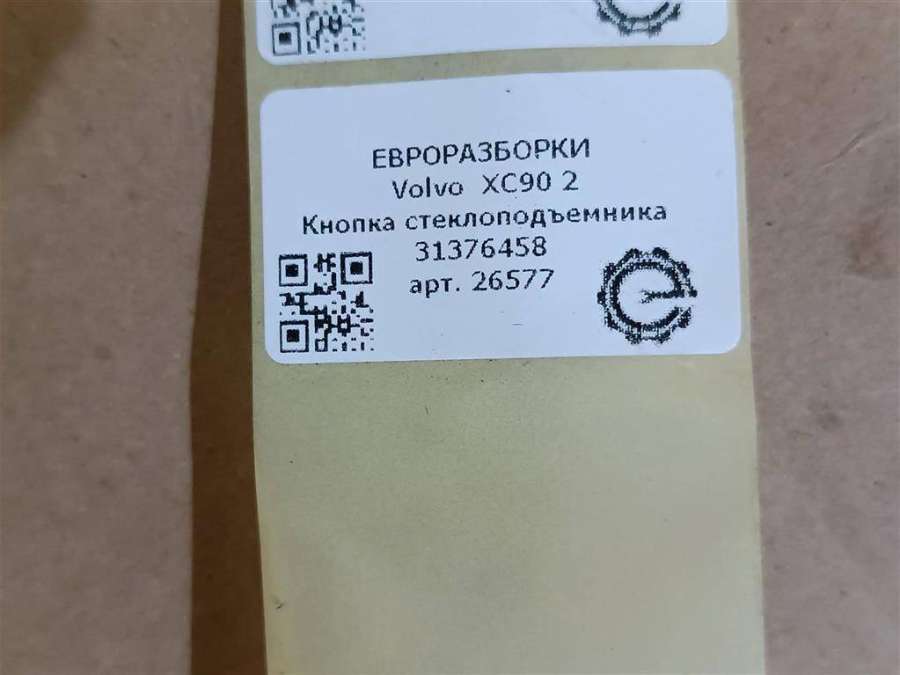 ЕВРОРАЗБОРКИ
Volvo XC90 2
Кнопка стеклоподъемника
31376458
арт. 26577